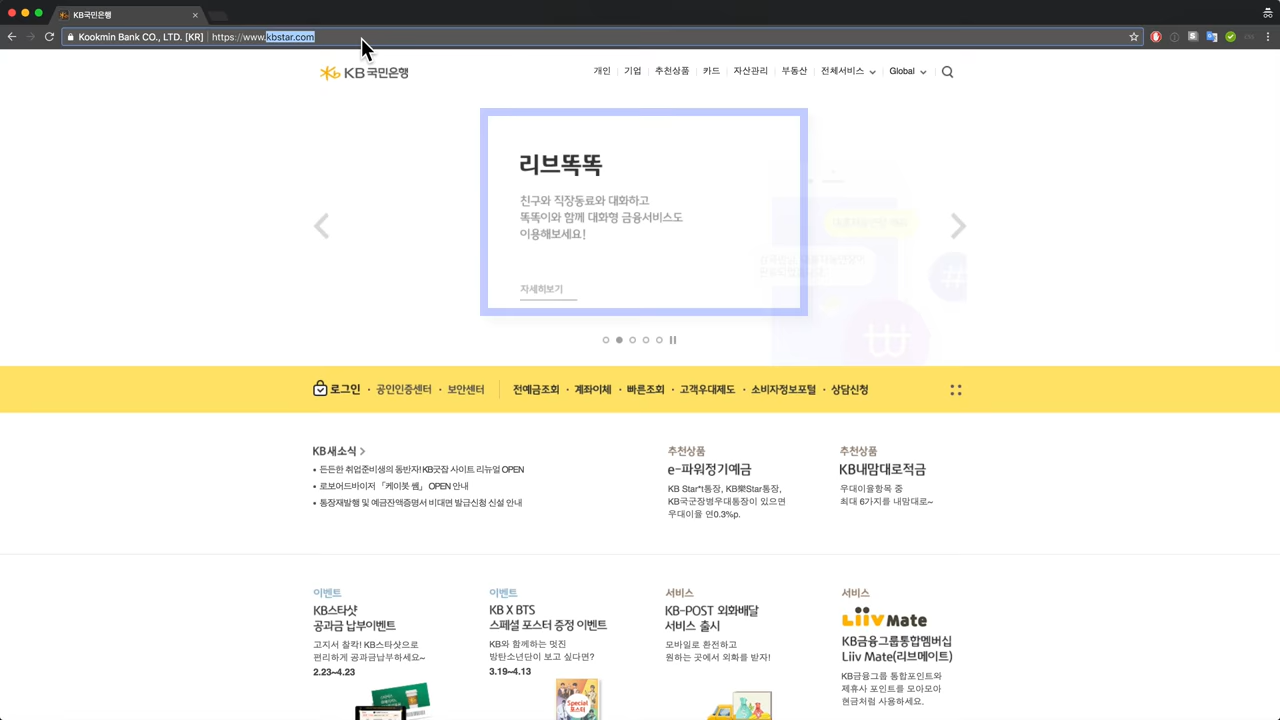 KB국민은행
Kookmin Bank CO., LTD. [KR]
https://www.kbstar.com
KB 국민은행
개인
기업
추천상품
카드
자산관리
부동산
전체서비스
Global
리브똑똑
친구와 직장동료와 대화하고
똑똑이와 함께 대화형 금융서비스도
이용해보세요!
자세히보기
로그인
공인인증센터
보안센터
전예금조회
계좌이체
빠른조회
고객우대제도
소비자정보포털
상담신청
KB새소식
든든한 취업준비생의 동반자! KB굿잡 사이트 리뉴얼 OPEN
로보어드바이저 「케이봇 쌤」 OPEN 안내
통장재발행 및 예금잔액증명서 비대면 발급신청 신설 안내
추천상품
e-파워정기예금
KB Star*t통장, KB樂Star통장,
KB국군장병우대통장이 있으면
우대이율 연0.3%p.
추천상품
KB내맘대로적금
우대이율항목 중
최대 6가지를 내맘대로~
이벤트
KB스타샷
공과금 납부이벤트
고지서 찰칵! KB스타샷으로
편리하게 공과금납부하세요~
2.23~4.23
이벤트
KB X BTS
스페셜 포스터 증정 이벤트
KB와 함께하는 멋진
방탄소년단이 보고 싶다면?
3.19~4.13
Special
포스터
서비스
KB-POST 외화배달
서비스 출시
모바일로 환전하고
원하는 곳에서 외화를 받자!
서비스
Liiv Mate
KB금융그룹통합멤버십
Liiv Mate(리브메이트)
KB금융그룹 통합포인트와
제휴사 포인트를 모아모아
현금처럼 사용하세요.